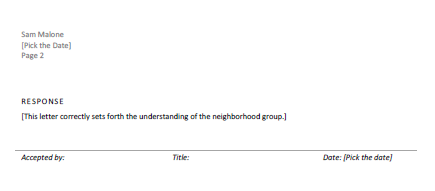 Sam Malone
[Pick the Date]
Page 2
RESPONSE
[This letter correctly sets forth the understanding of the neighborhood group.]
Accepted by: Title: Date: [Pick the date]